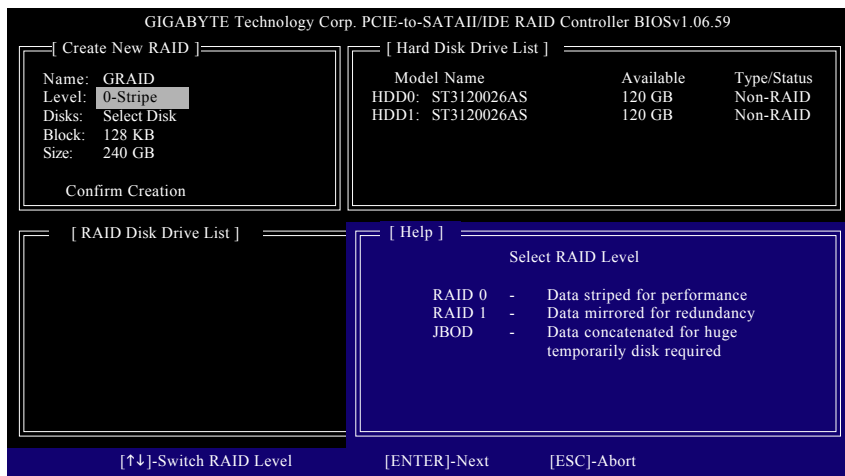 GIGABYTE Technology Corp. PCIE-to-SATAII/IDE RAID Controller BIOSv1.06.59
[ Create New RAID ]
Name: GRAID
Level: 0-Stripe
Disks: Select Disk
Block: 128 KB
Size: 240 GB
Confirm Creation
[ Hard Disk Drive List ]
Model Name Available Type/Status
HDD0: ST3120026AS 120 GB Non-RAID
HDD1: ST3120026AS 120 GB Non-RAID
[ RAID Disk Drive List ]
[ Help ]
Select RAID Level
RAID 0 - Data striped for performance
RAID 1 - Data mirrored for redundancy
JBOD - Data concatenated for huge
temporarily disk required
[↑↓]-Switch RAID Level [ENTER]-Next [ESC]-Abort